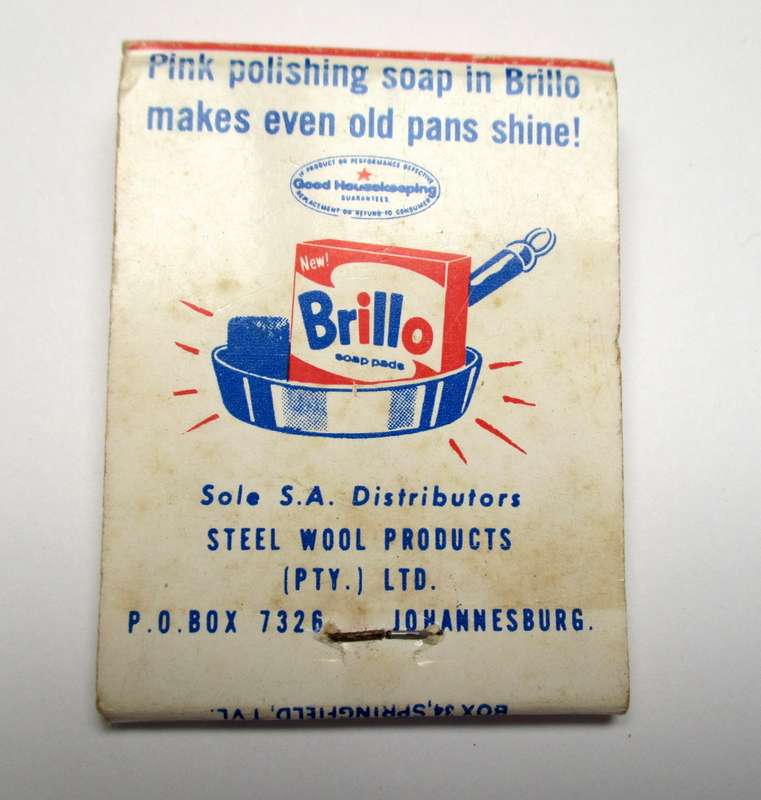 Pink polishing soap in Brillo
makes even old pans shine!
IF PRODUCT OR PERFORMANCE DEFECTIVE
Good Housekeeping
GUARANTEES
REPLACEMENT OR REFUND TO CONSUMER
New!
Brillo
soap pads
Sole S.A. Distributors
STEEL WOOL PRODUCTS
(PTY.) LTD.
P.O.BOX 7326 JOHANNESBURG.
BOX 34, SPRINGFIELD, TVL.